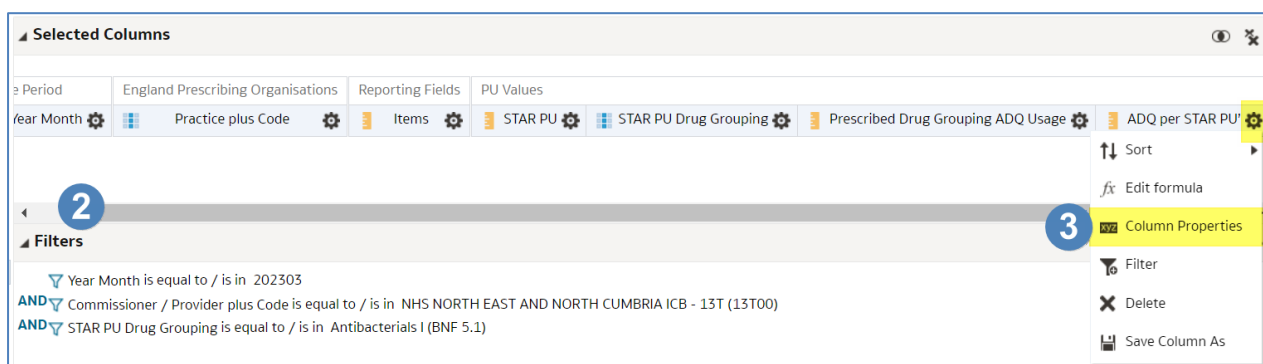 Selected Columns
e Period England Prescribing Organisations Reporting Fields PU Values
Year Month Practice plus Code Items STAR PU STAR PU Drug Grouping Prescribed Drug Grouping ADQ Usage ADQ per STAR PU'
Sort
fx Edit formula
2
3 xyz Column Properties
Filters
Filter
Year Month is equal to / is in 202303
AND Commissioner / Provider plus Code is equal to / is in NHS NORTH EAST AND NORTH CUMBRIA ICB - 13T (13T00)
Delete
AND STAR PU Drug Grouping is equal to / is in Antibacterials I (BNF 5.1)
Save Column As